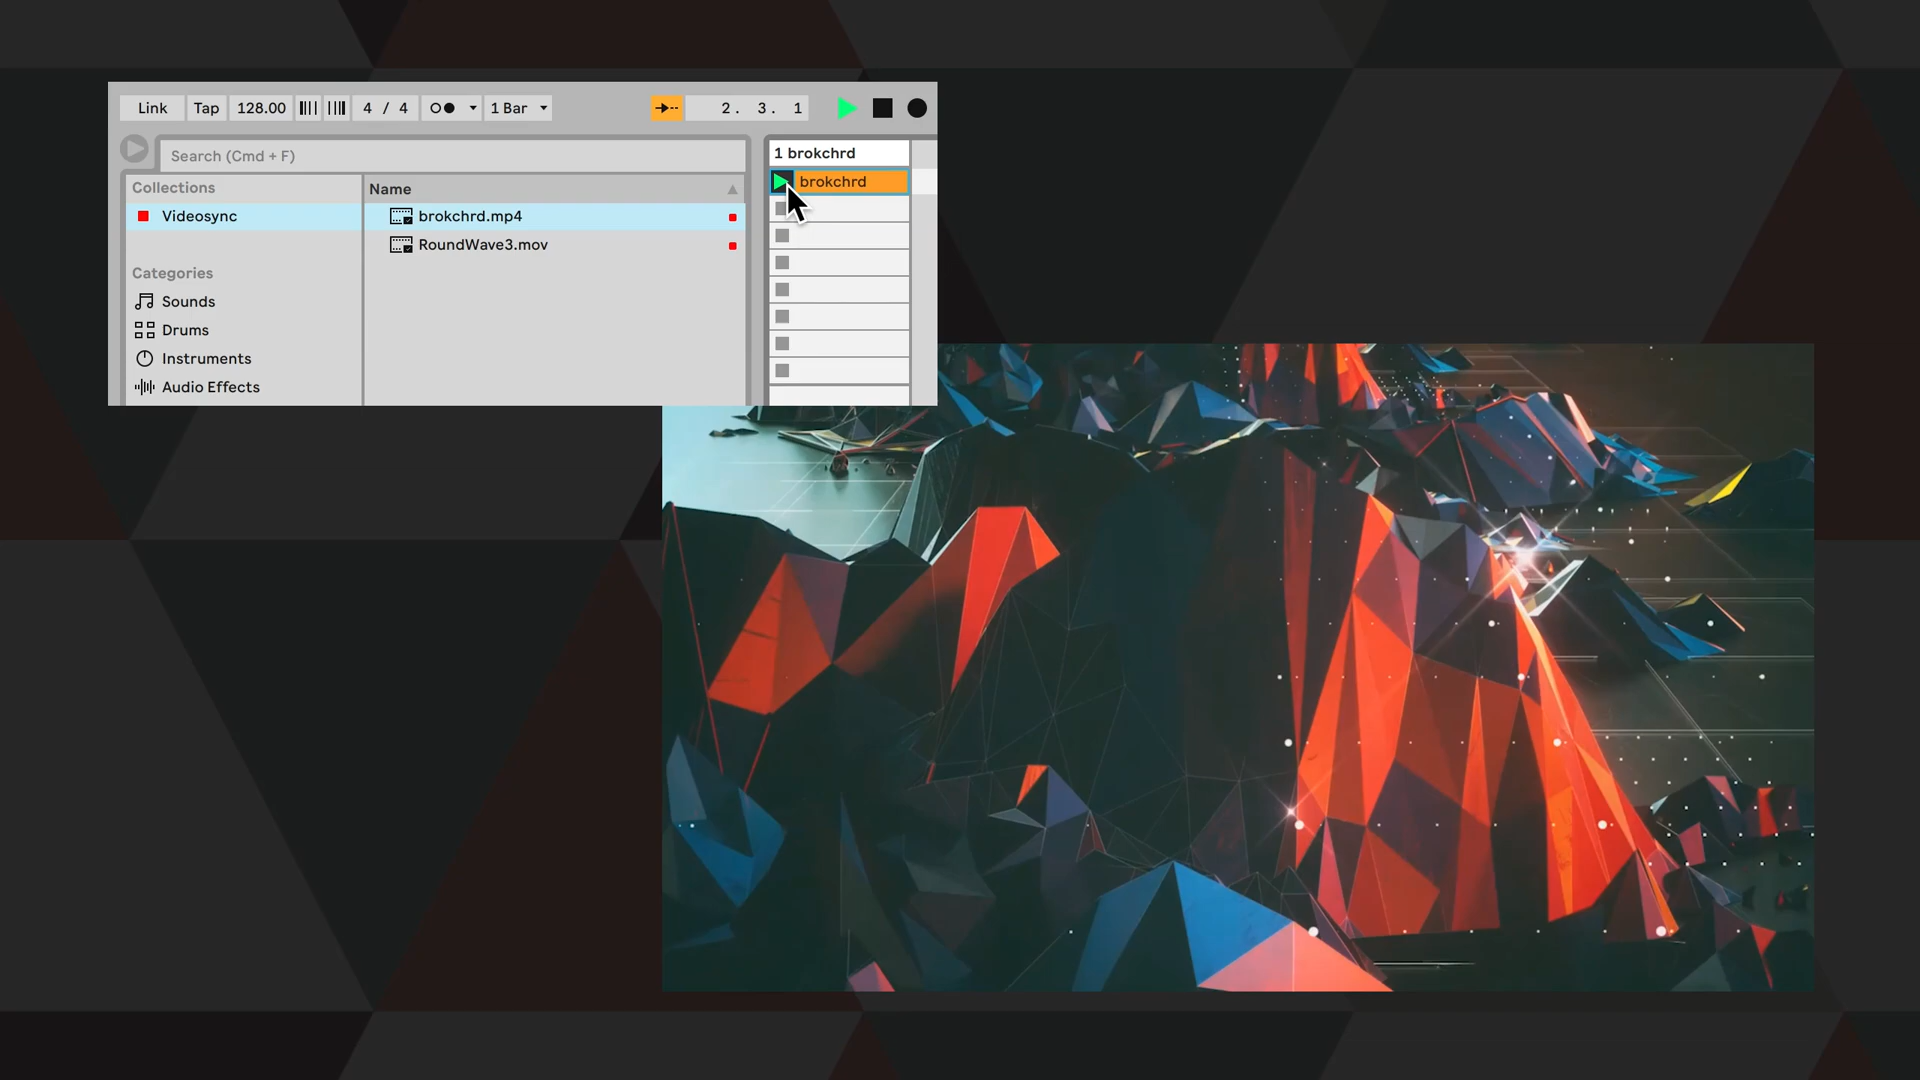 Link Tap 128.00 4 / 4 1 Bar 2. 3. 1
Search (Cmd + F)
1 brokchrd
brokchrd
Collections
Videosync
Categories
Sounds
Drums
Instruments
Audio Effects
Name
brokchrd.mp4
RoundWave3.mov